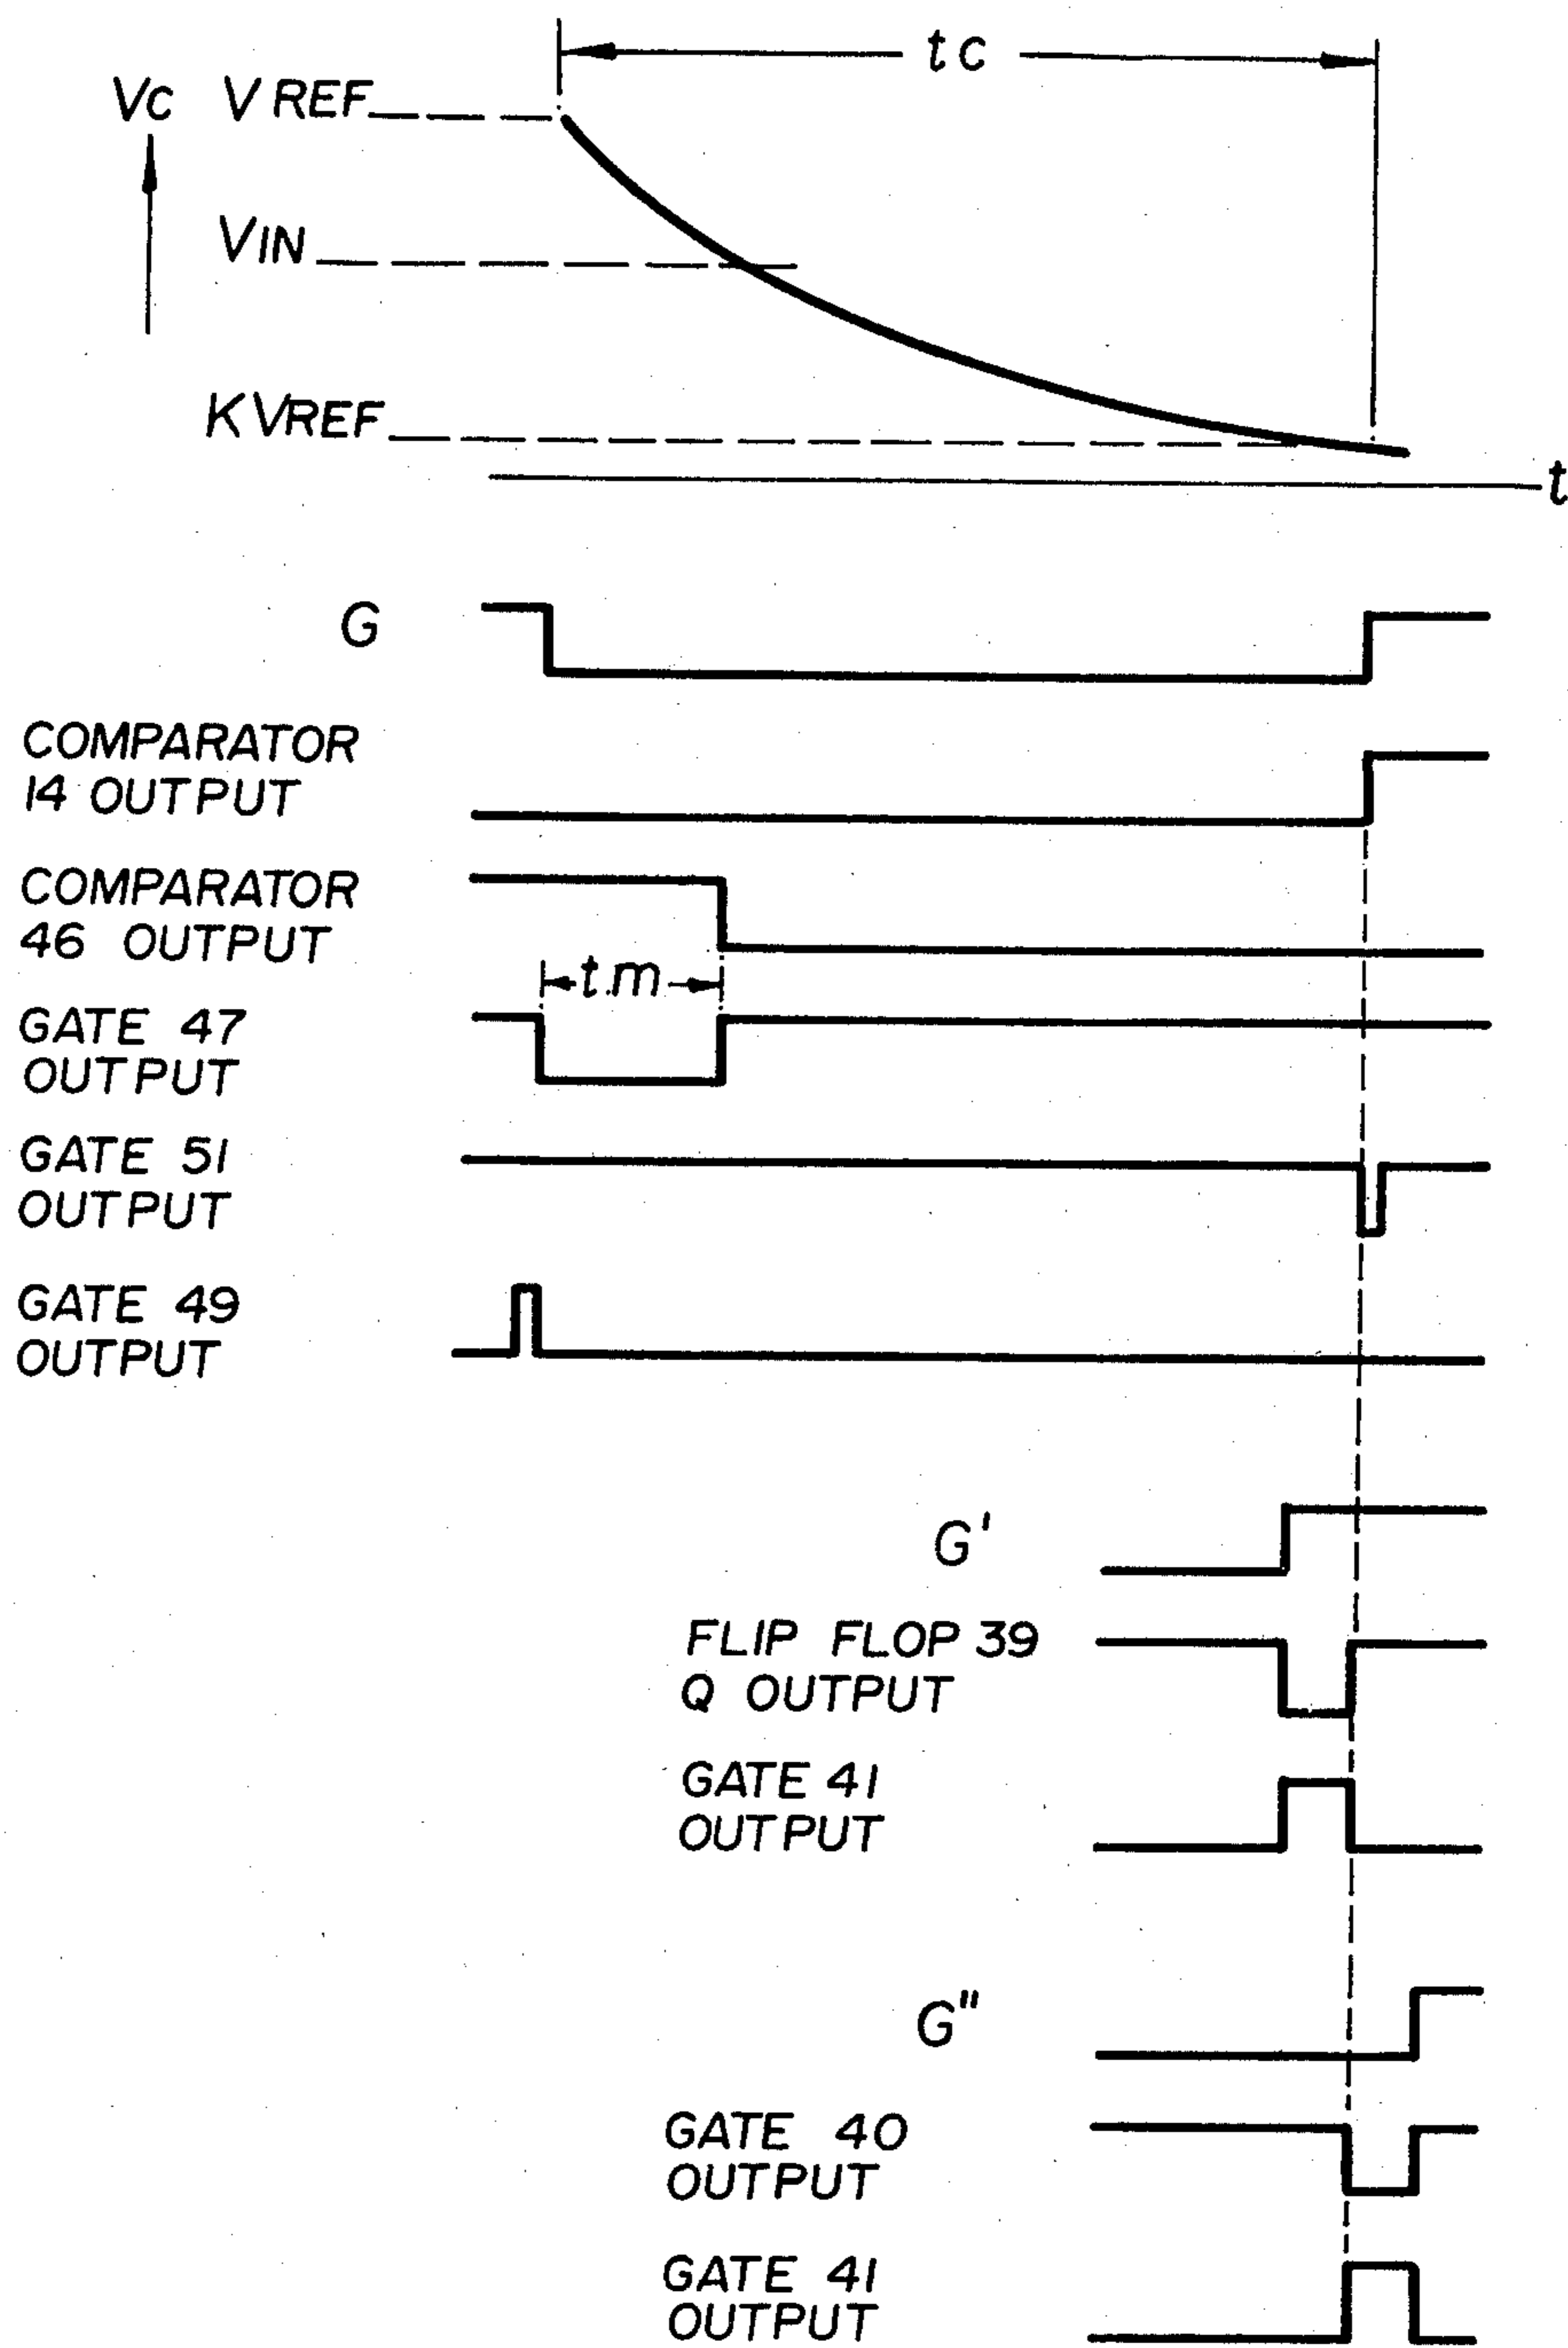 tc
Vc VREF
VIN
KVREF
t
G
COMPARATOR
14 OUTPUT
COMPARATOR
46 OUTPUT
t.m
GATE 47
OUTPUT
GATE 51
OUTPUT
GATE 49
OUTPUT
G'
FLIP FLOP 39
Q OUTPUT
GATE 41
OUTPUT
G"
GATE 40
OUTPUT
GATE 41
OUTPUT